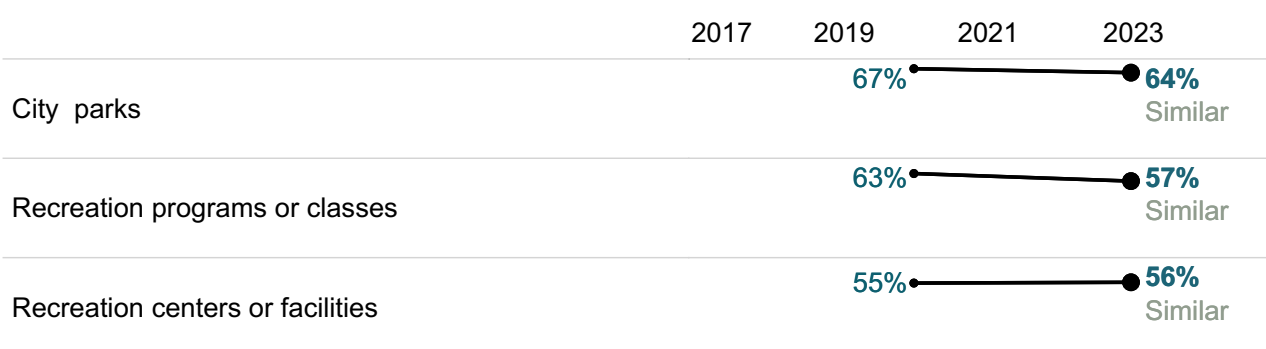 2017 2019 2021 2023
67% 64%
City parks
Similar
63% 57%
Recreation programs or classes
Similar
55% 56%
Recreation centers or facilities
Similar